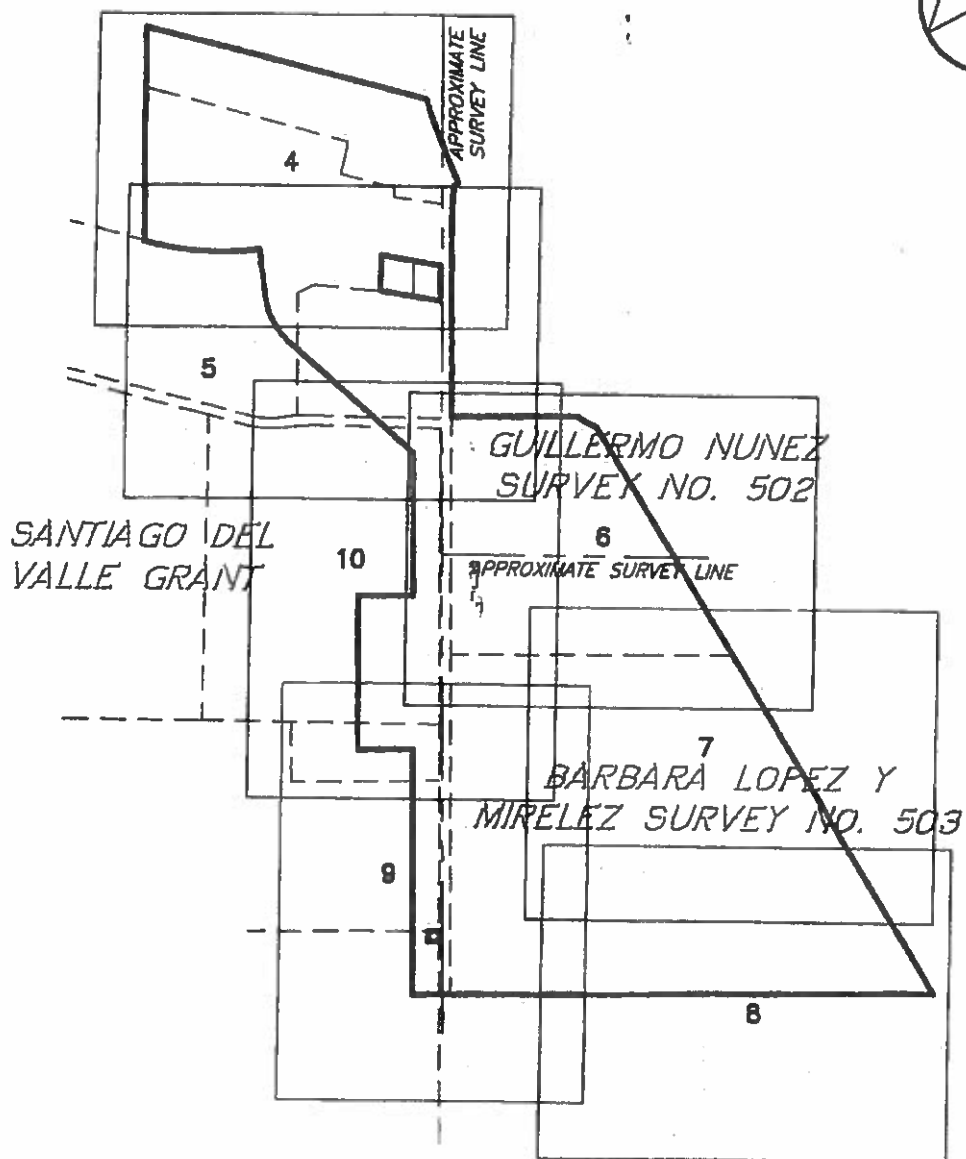 APPROXIMATE
SURVEY LINE
4
5
GUILLERMO NUNEZ
SURVEY NO. 502
SANTIAGO DEL
VALLE GRANT
10
6
APPROXIMATE SURVEY LINE
7
BARBARA LOPEZ Y
MIRELEZ SURVEY NO. 503
9
8